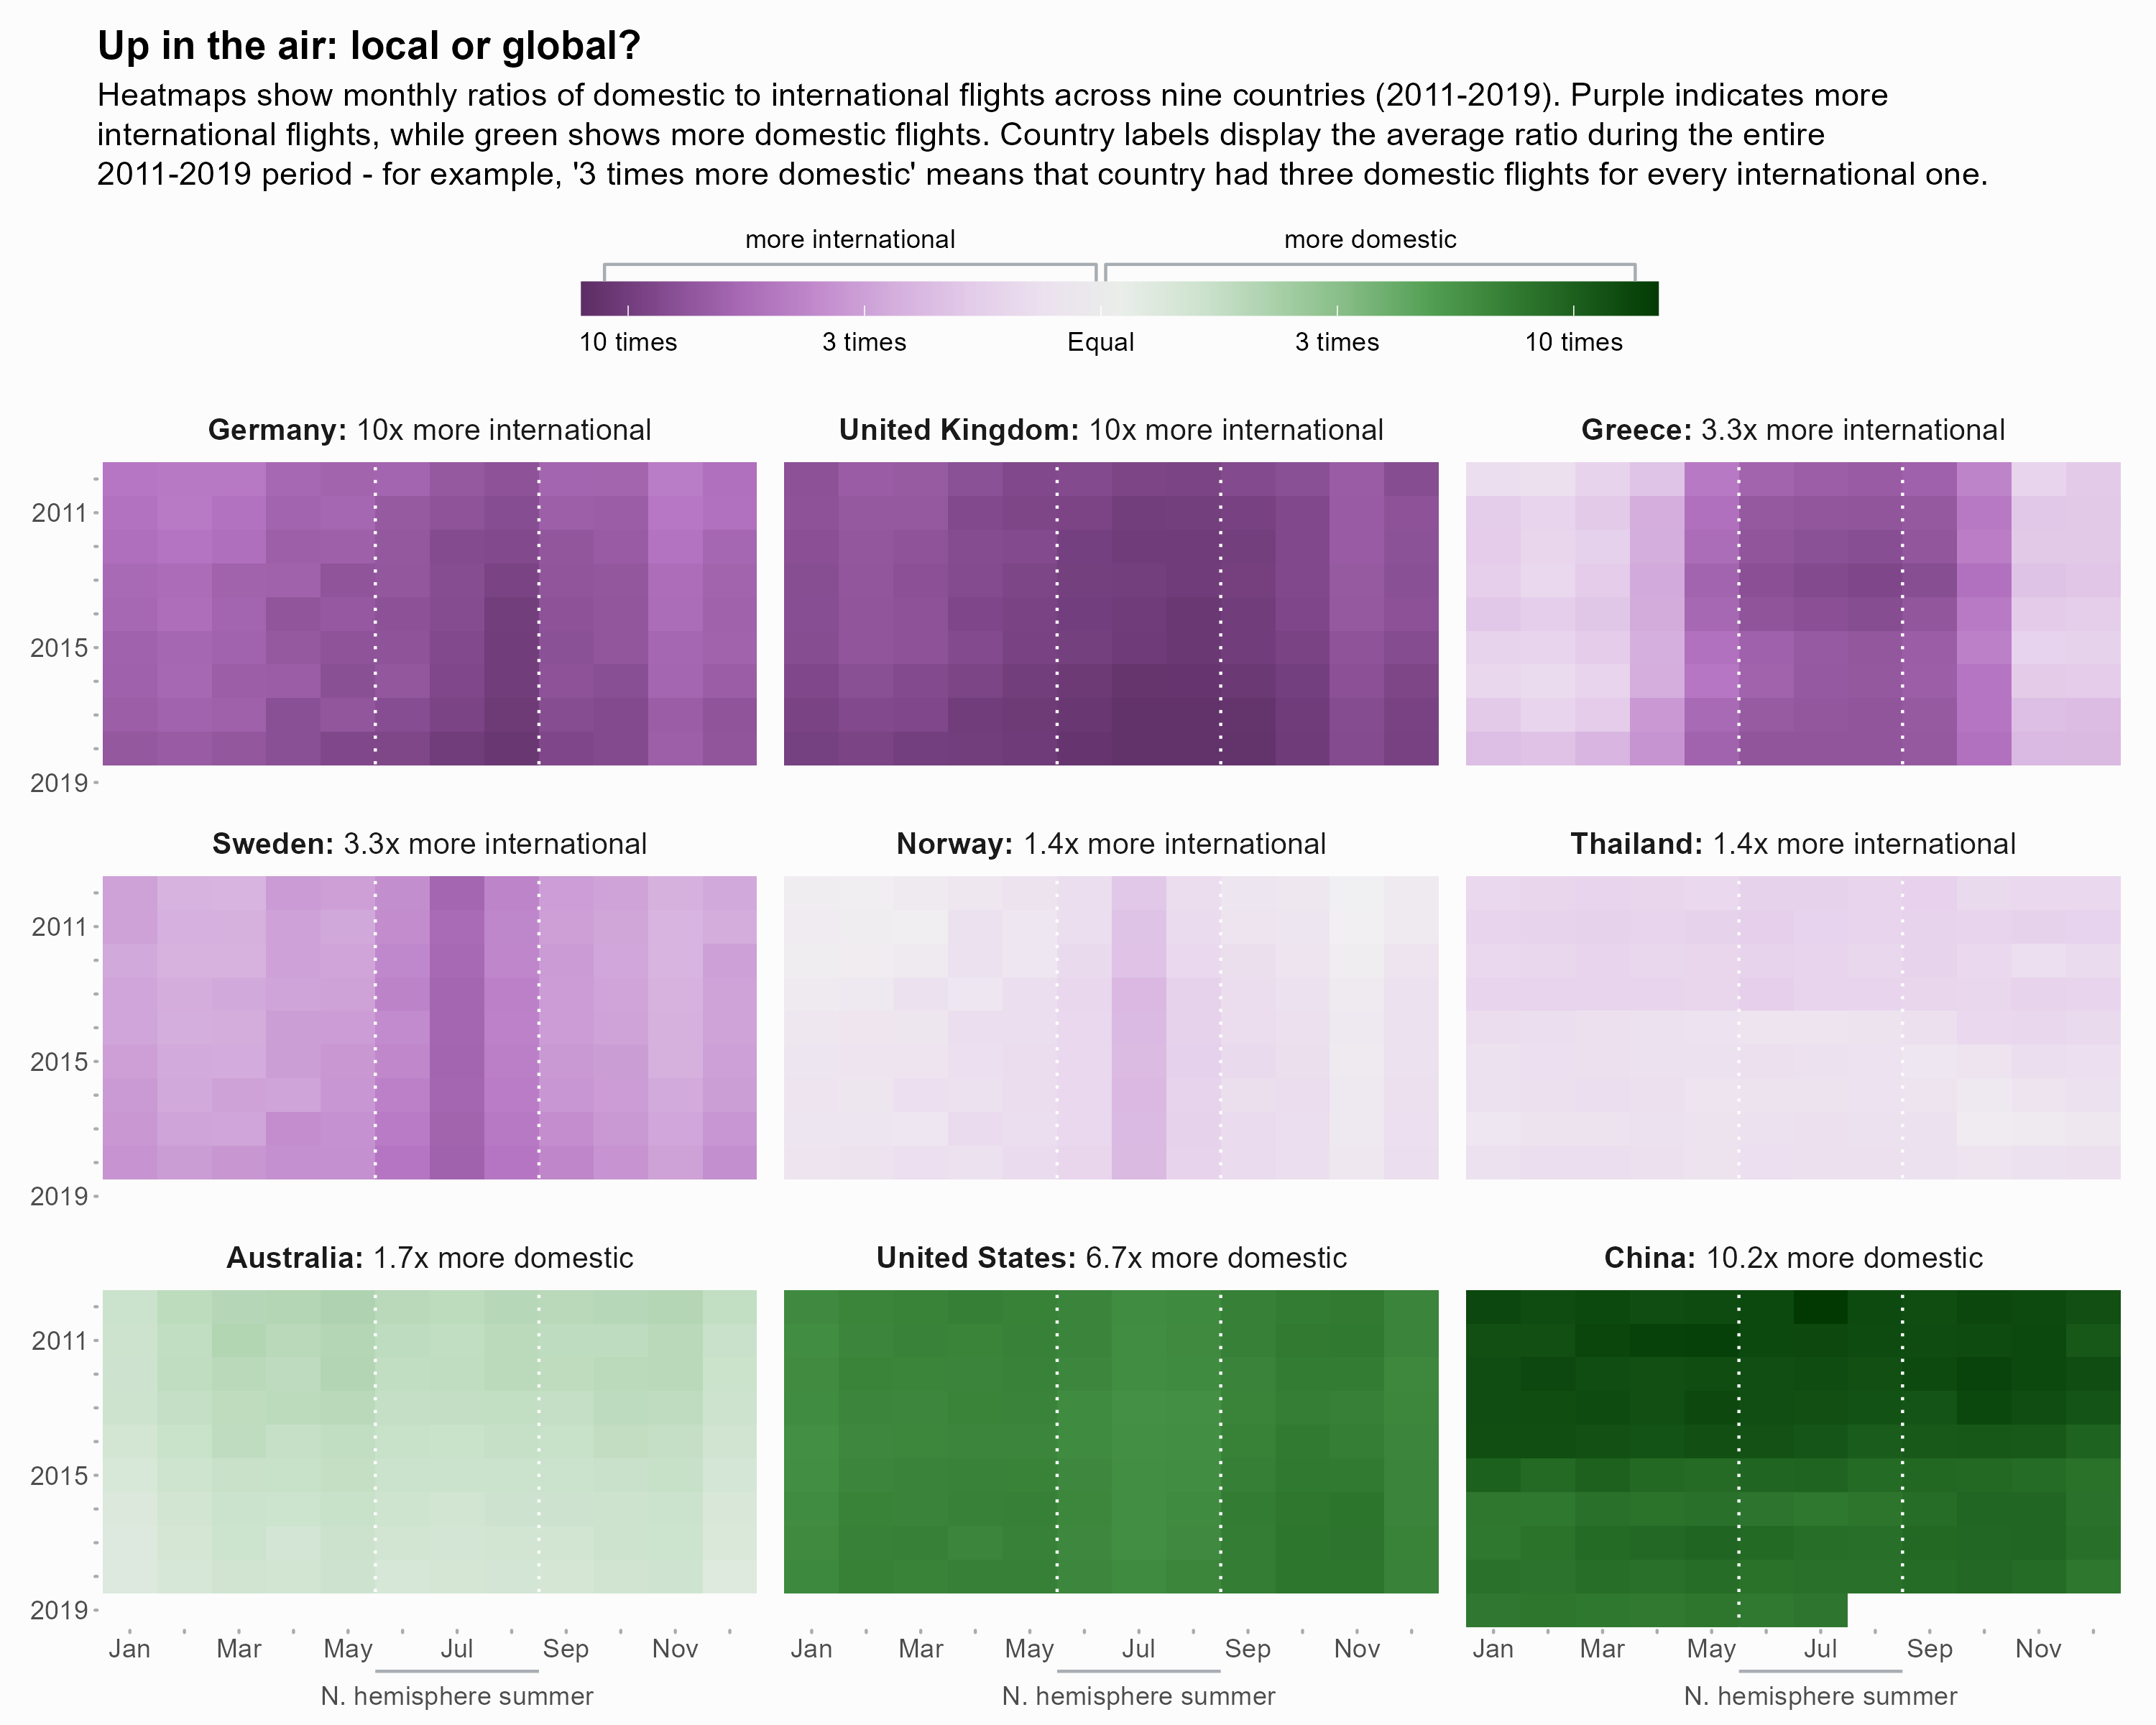 Up in the air: local or global?
Heatmaps show monthly ratios of domestic to international flights across nine countries (2011-2019). Purple indicates more
international flights, while green shows more domestic flights. Country labels display the average ratio during the entire
2011-2019 period - for example, '3 times more domestic' means that country had three domestic flights for every international one.
more international more domestic
10 times 3 times Equal 3 times 10 times
Germany: 10x more international United Kingdom: 10x more international Greece: 3.3x more international
2011
2015
2019
Sweden: 3.3x more international Norway: 1.4x more international Thailand: 1.4x more international
2011
2015
2019
Australia: 1.7x more domestic United States: 6.7x more domestic China: 10.2x more domestic
2011
2015
2019
Jan Mar May Jul Sep Nov Jan Mar May Jul Sep Nov Jan Mar May Jul Sep Nov
N. hemisphere summer N. hemisphere summer N. hemisphere summer